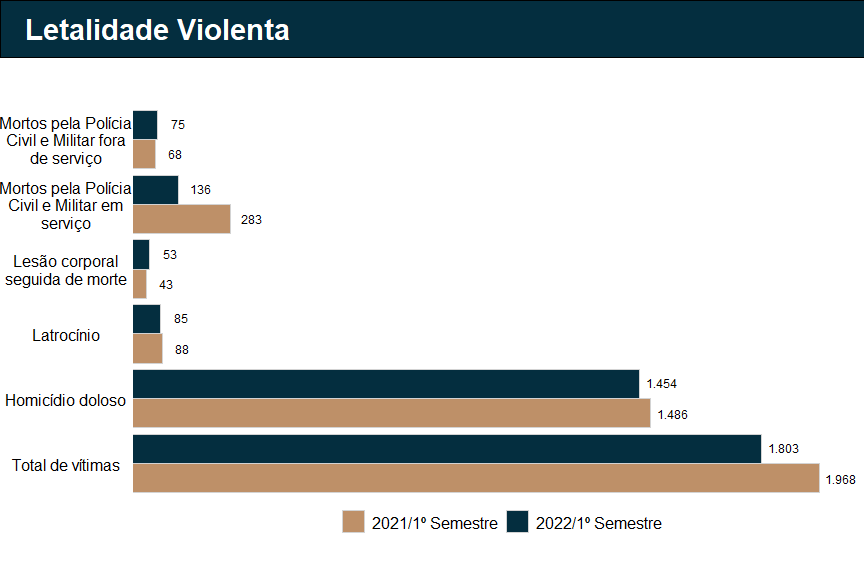 Letalidade Violenta
Mortos pela Polícia
Civil e Militar fora
de serviço
75
68
Mortos pela Polícia
Civil e Militar em
serviço
136
283
Lesão corporal
seguida de morte
53
43
Latrocínio
85
88
Homicídio doloso
1.454
1.486
Total de vítimas
1.803
1.968
2021/1º Semestre 2022/1º Semestre